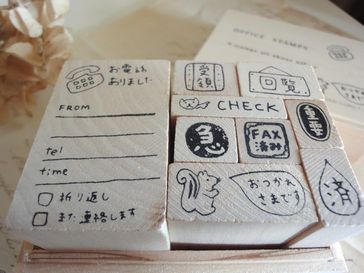 お電話
ありました
FROM
tel
time
折り返し
また連絡します
受領
回覧
CHECK
重要
急
FAX
済み
済
おつかれ
さまです
OFFICE STAMPS